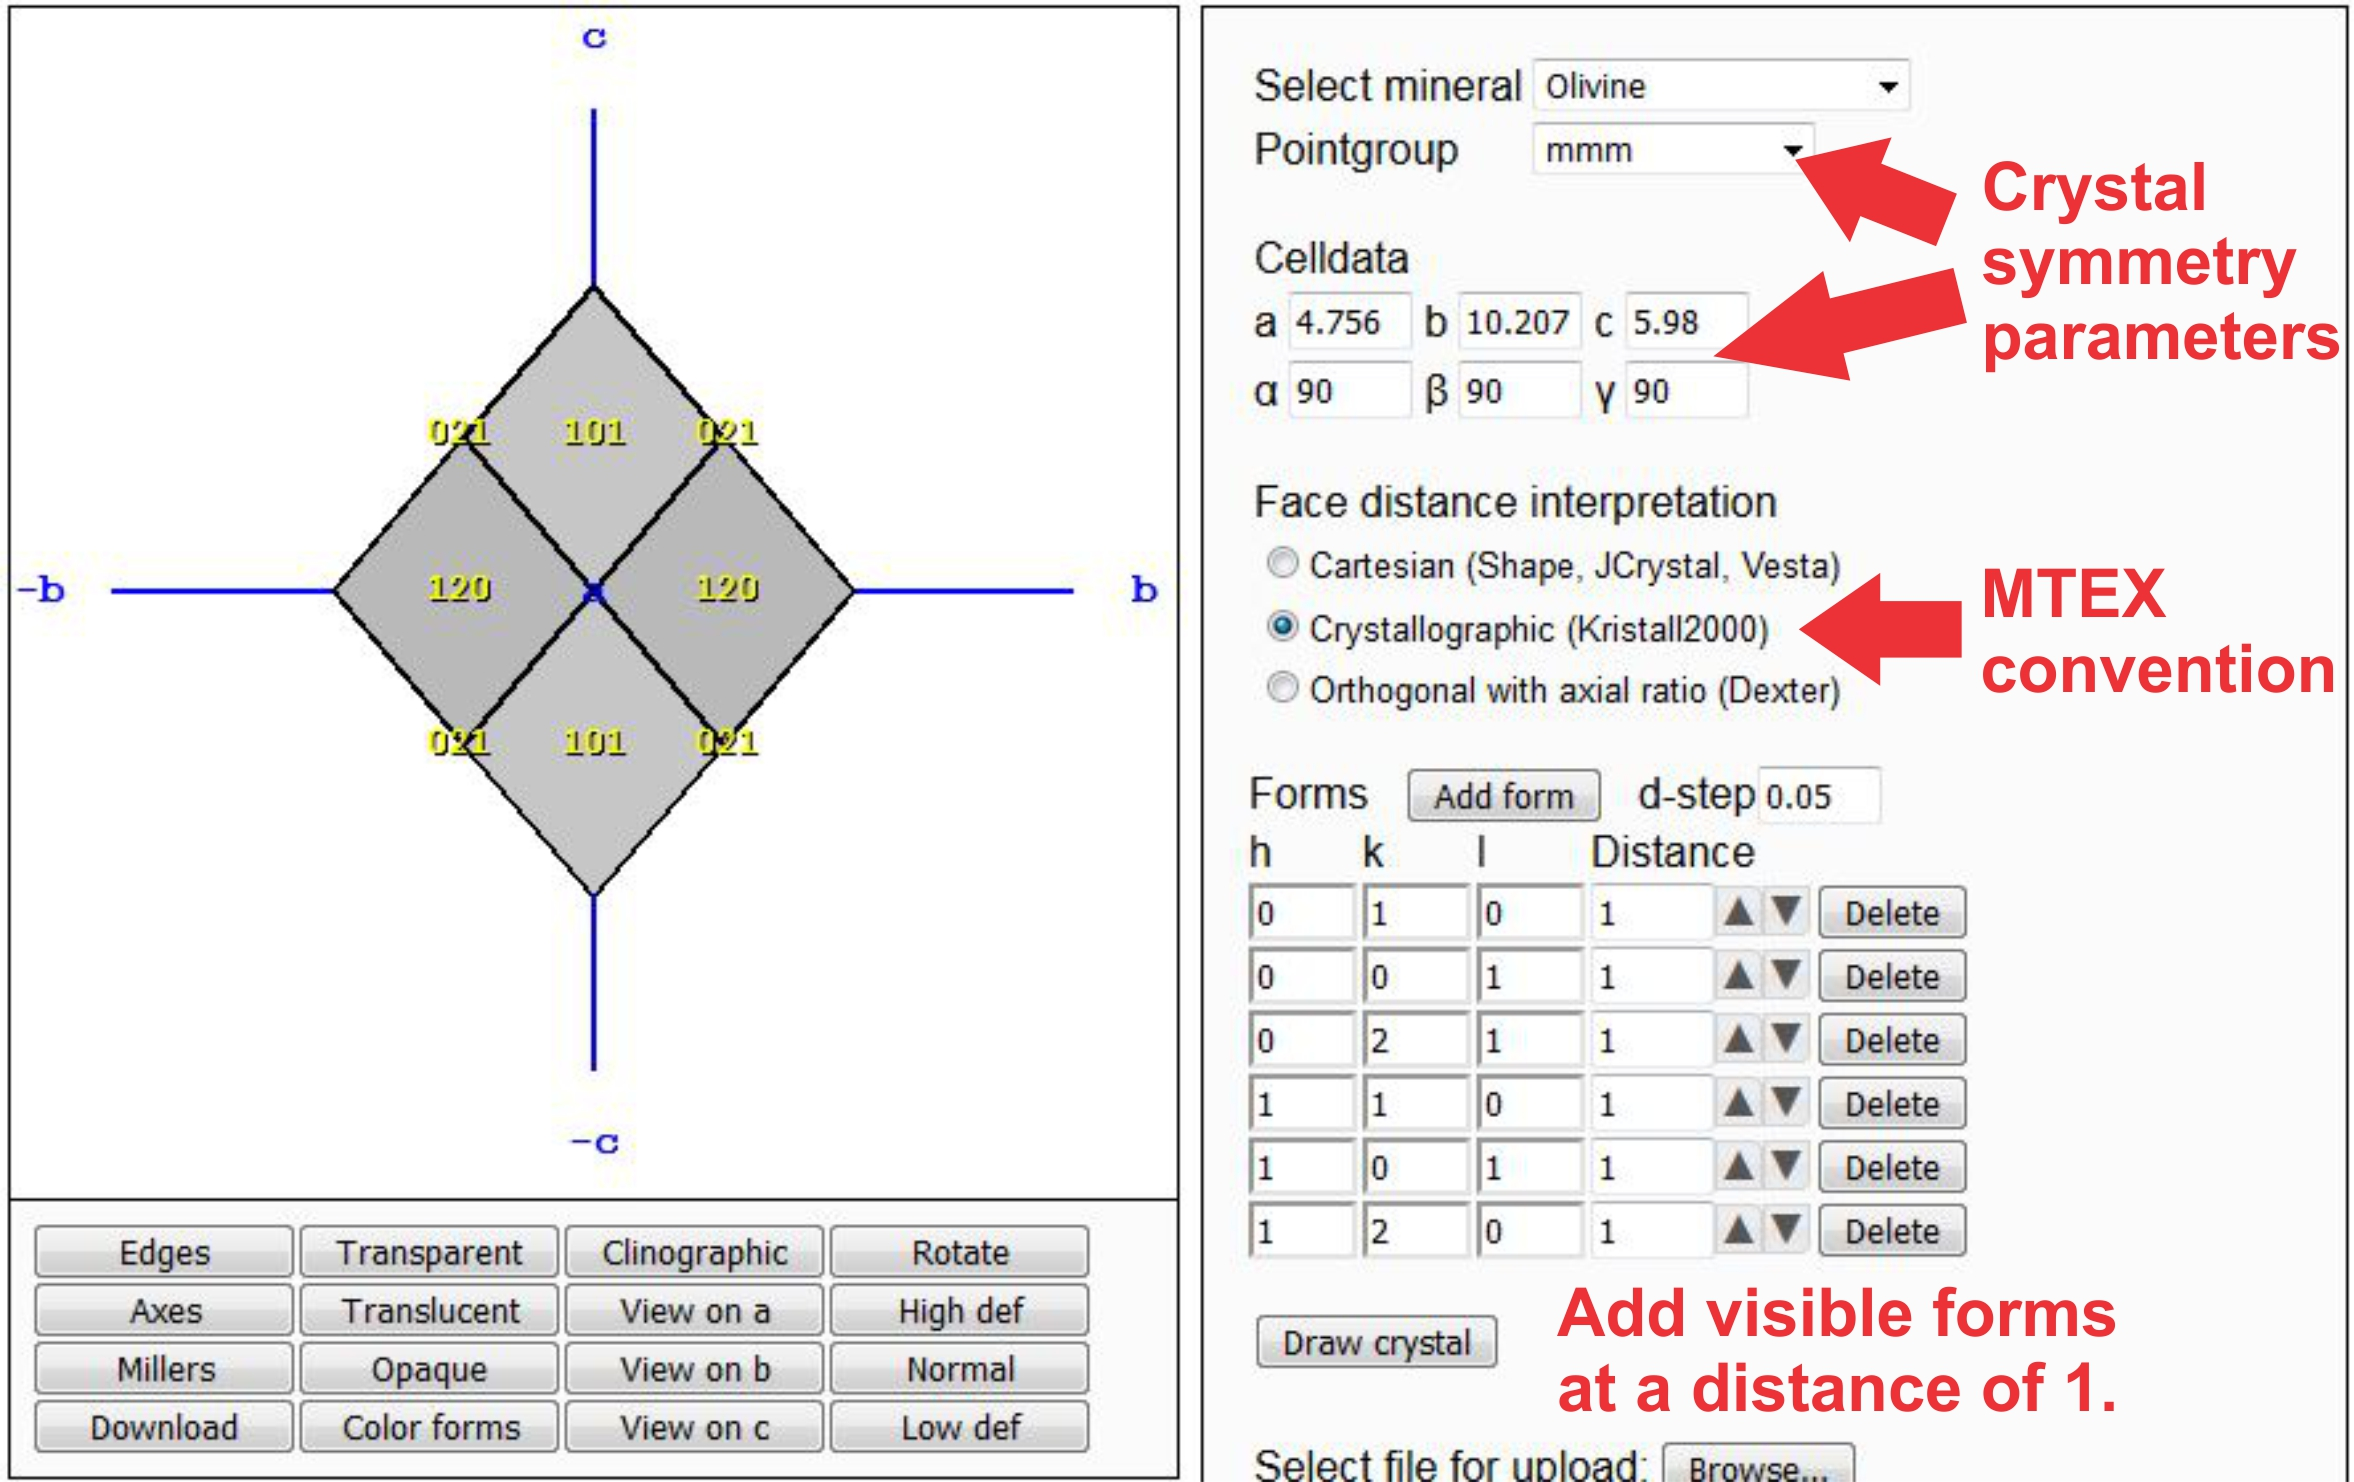 c
021 101 021
-b 120 a 120 b
021 101 021
-c
Edges Transparent Clinographic Rotate
Axes Translucent View on a High def
Millers Opaque View on b Normal
Download Color forms View on c Low def
Select mineral Olivine
Pointgroup mmm
Crystal
symmetry
parameters
Celldata
a 4.756 b 10.207 c 5.98
α 90 β 90 γ 90
Face distance interpretation
Cartesian (Shape, JCrystal, Vesta)
Crystallographic (Kristall2000)
Orthogonal with axial ratio (Dexter)
MTEX
convention
Forms Add form d-step 0.05
h k l Distance
0 1 0 1 Delete
0 0 1 1 Delete
0 2 1 1 Delete
1 1 0 1 Delete
1 0 1 1 Delete
1 2 0 1 Delete
Draw crystal
Add visible forms
at a distance of 1.
Select file for upload: Browse...